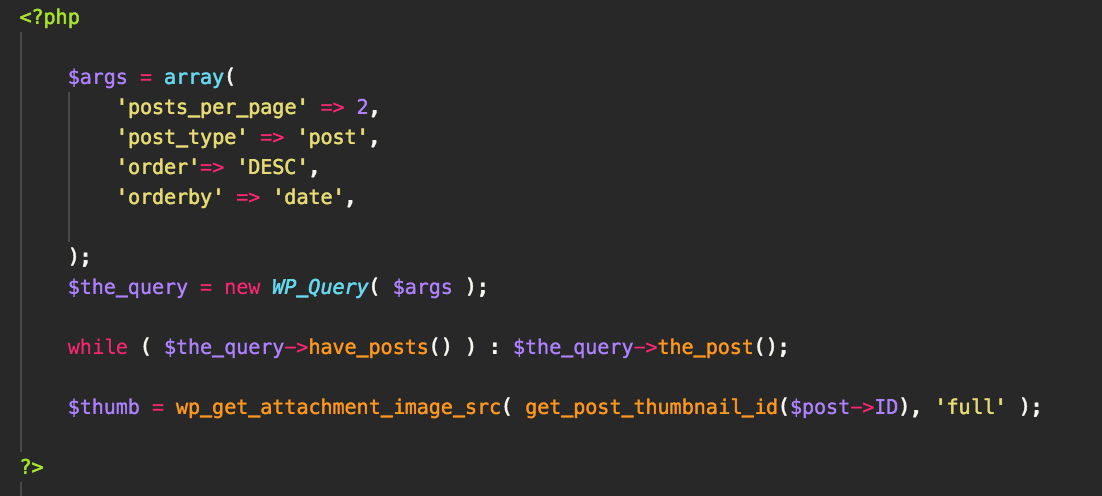 <?php
$args = array(
'posts_per_page' => 2,
'post_type' => 'post',
'order'=> 'DESC',
'orderby' => 'date',
);
$the_query = new WP_Query( $args );
while ( $the_query->have_posts() ) : $the_query->the_post();
$thumb = wp_get_attachment_image_src( get_post_thumbnail_id($post->ID), 'full' );
?>